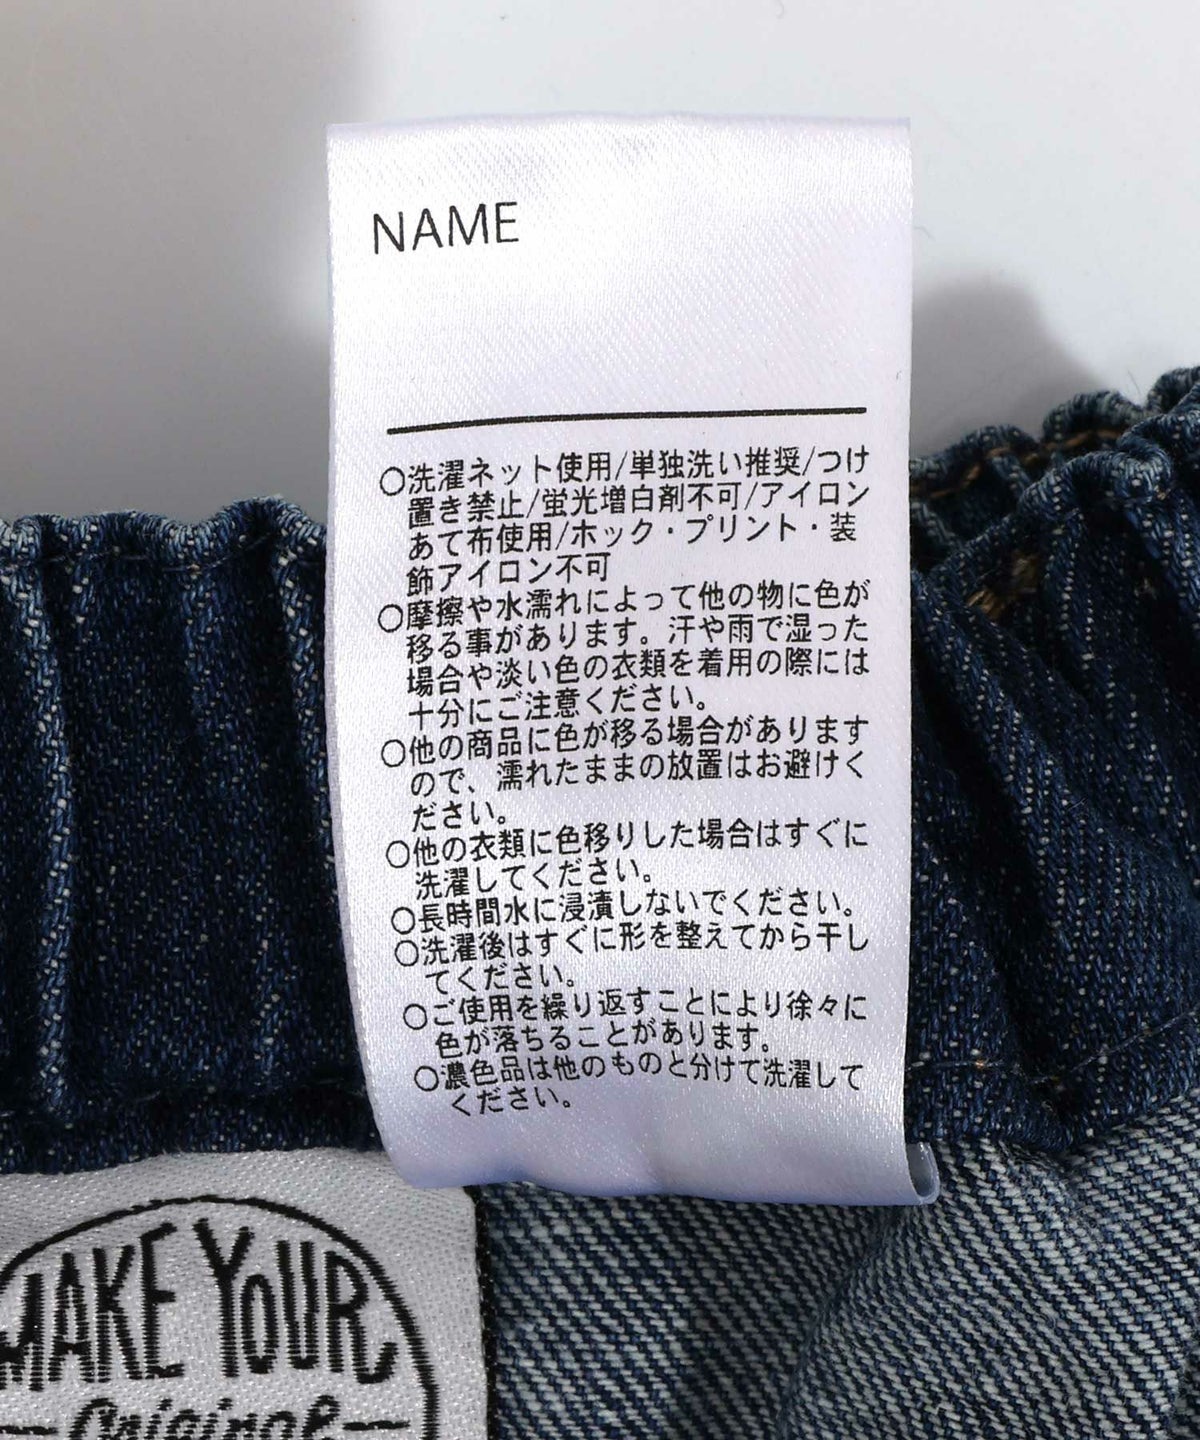 NAME
○洗濯ネット使用/単独洗い推奨/つけ
置き禁止/蛍光増白剤不可/アイロン
あて布使用/ホック・プリント・装
飾アイロン不可
○摩擦や水濡れによって他の物に色が
移る事があります。汗や雨で湿った
場合や淡い色の衣類を着用の際には
十分にご注意ください。
○他の商品に色が移る場合があります
ので、濡れたままの放置はお避けく
ださい。
○他の衣類に色移りした場合はすぐに
洗濯してください。
○長時間水に浸漬しないでください。
○洗濯後はすぐに形を整えてから干し
てください。
○ご使用を繰り返すことにより徐々に
色が落ちることがあります。
○濃色品は他のものと分けて洗濯して
ください。
MAKE YOUR
Original